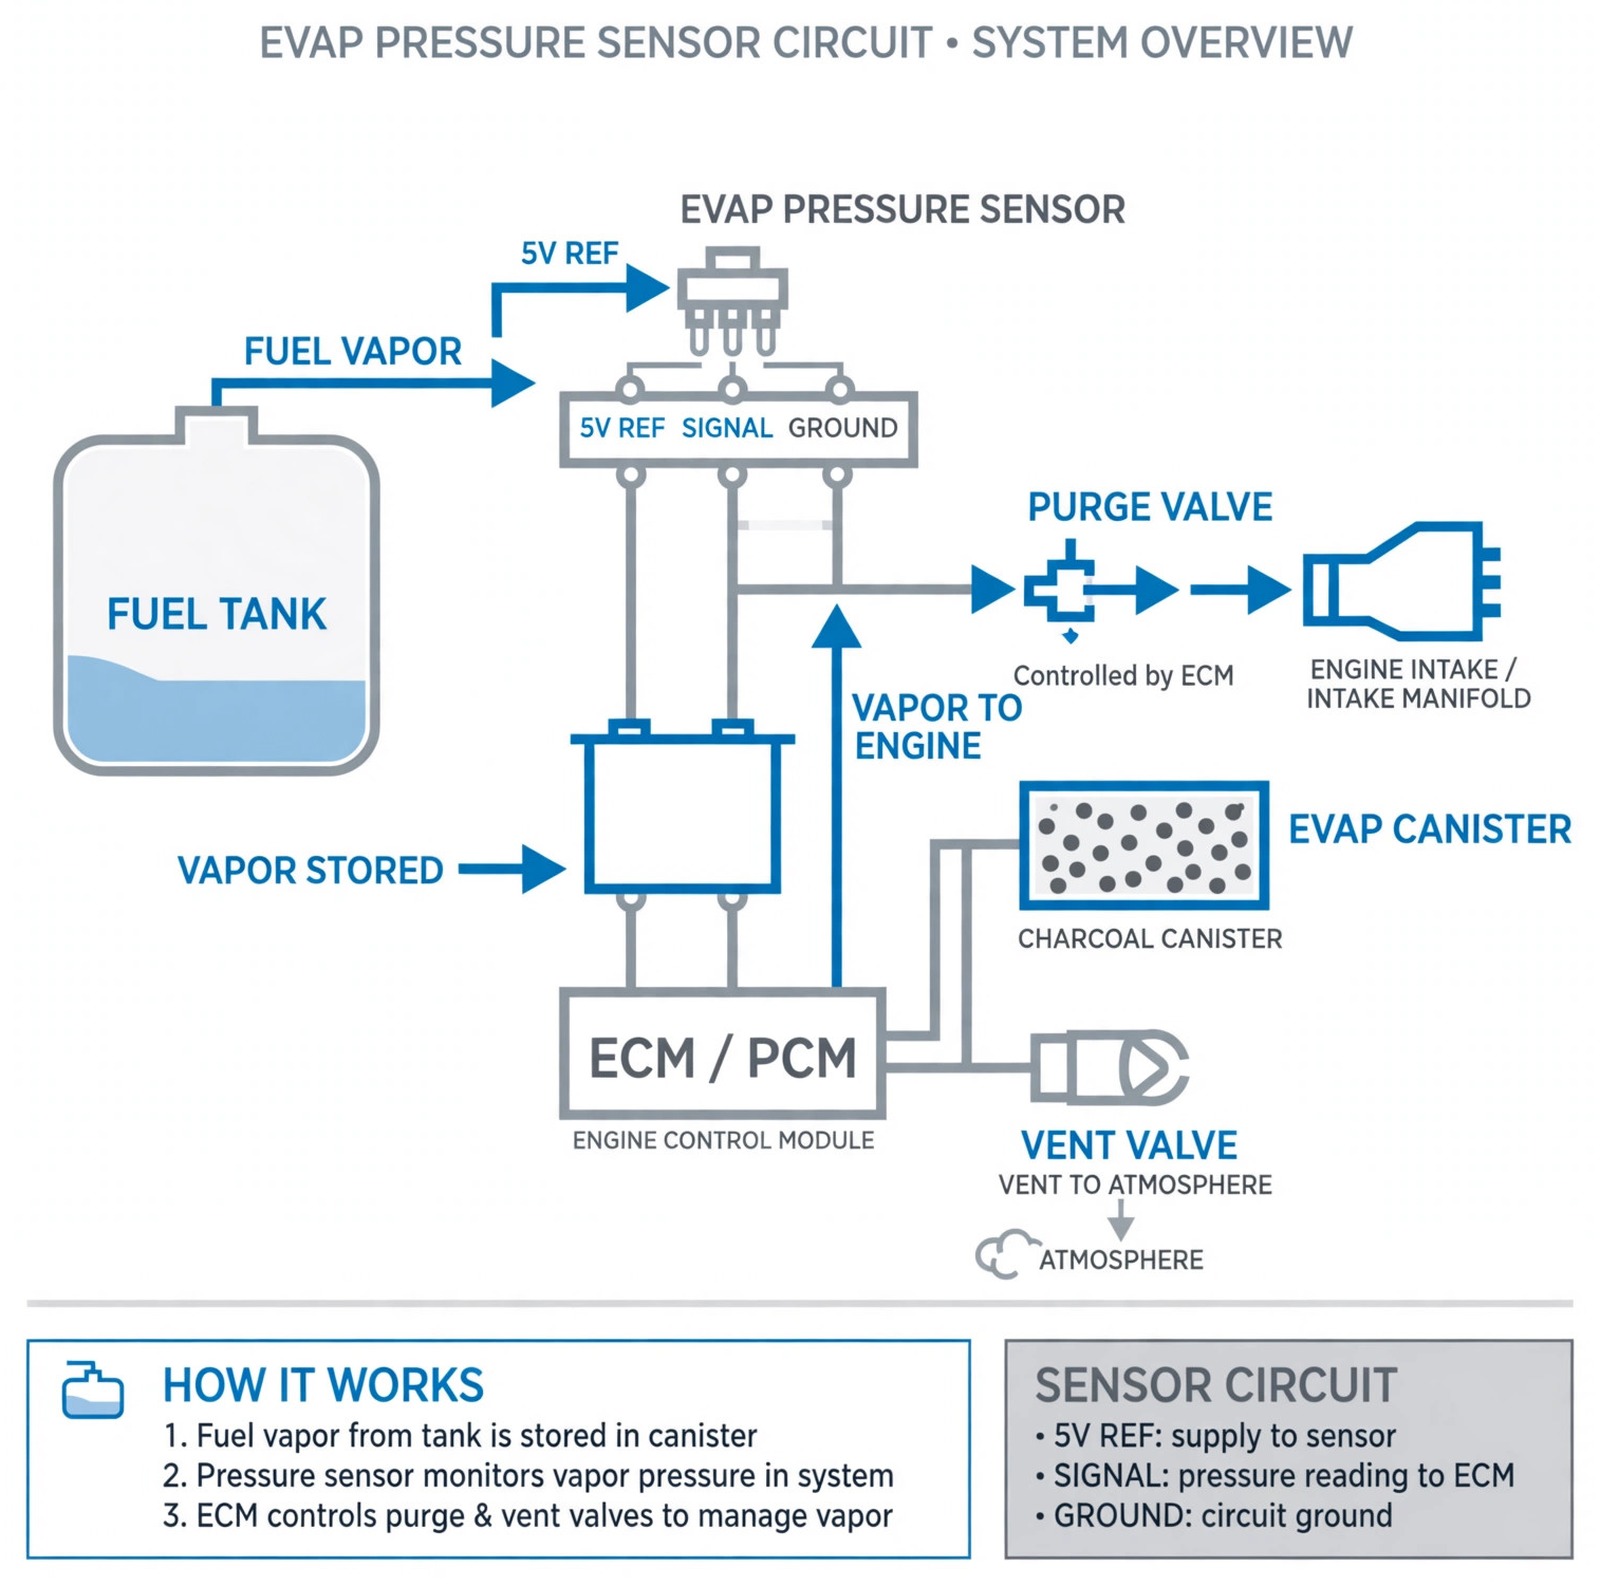 EVAP PRESSURE SENSOR CIRCUIT • SYSTEM OVERVIEW
EVAP PRESSURE SENSOR
5V REF
FUEL VAPOR
5V REF SIGNAL GROUND
FUEL TANK
PURGE VALVE
Controlled by ECM
ENGINE INTAKE /
INTAKE MANIFOLD
VAPOR TO
ENGINE
VAPOR STORED
EVAP CANISTER
CHARCOAL CANISTER
ECM / PCM
ENGINE CONTROL MODULE
VENT VALVE
VENT TO ATMOSPHERE
ATMOSPHERE
HOW IT WORKS
1. Fuel vapor from tank is stored in canister
2. Pressure sensor monitors vapor pressure in system
3. ECM controls purge & vent valves to manage vapor
SENSOR CIRCUIT
• 5V REF: supply to sensor
• SIGNAL: pressure reading to ECM
• GROUND: circuit ground